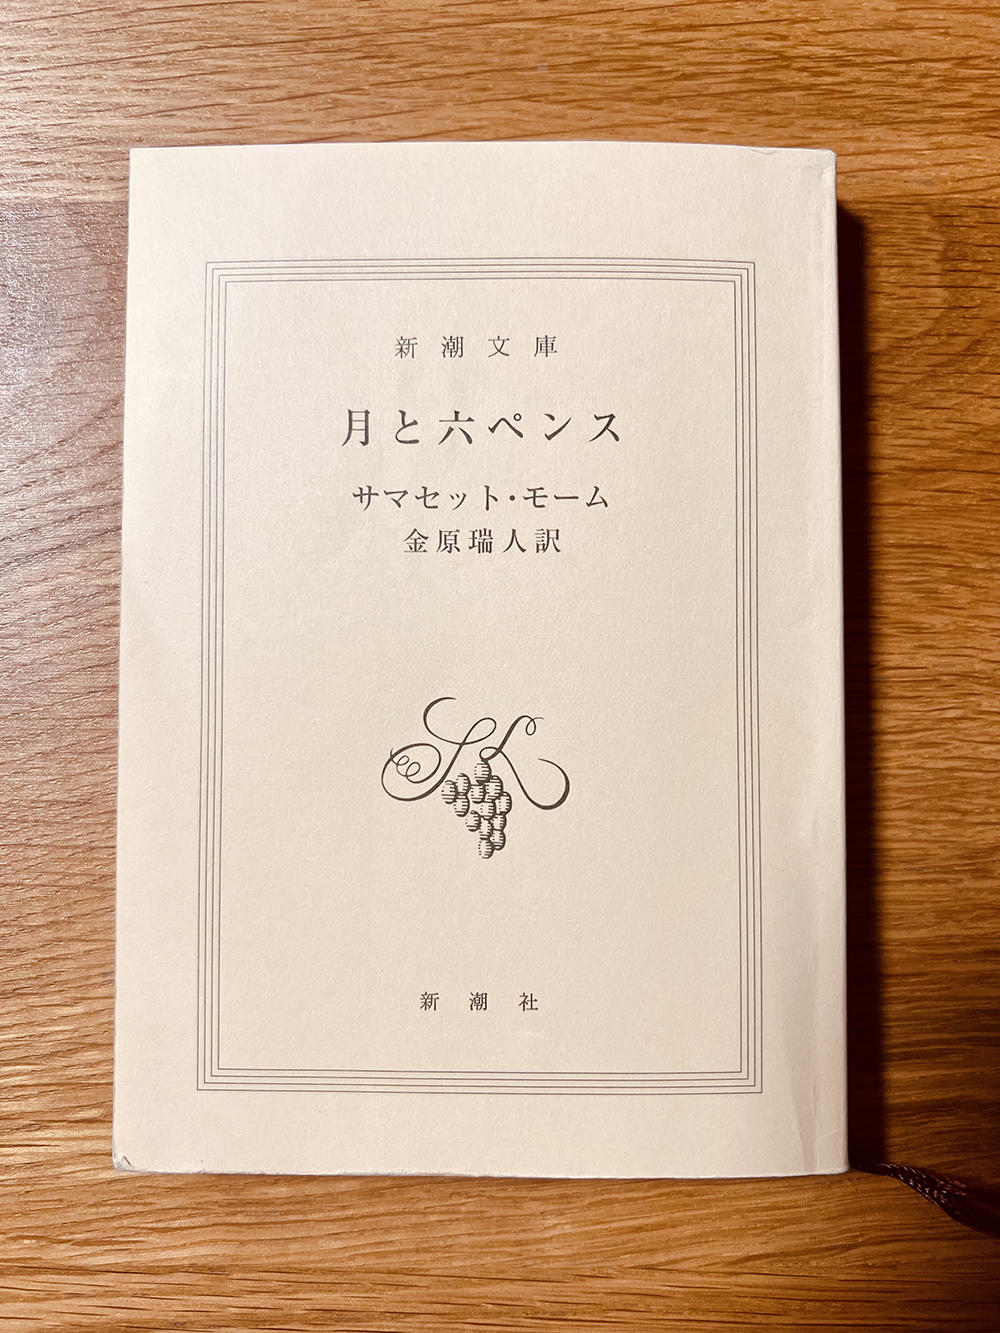 新潮文庫
月と六ペンス
サマセット・モーム
金原瑞人訳
新潮社